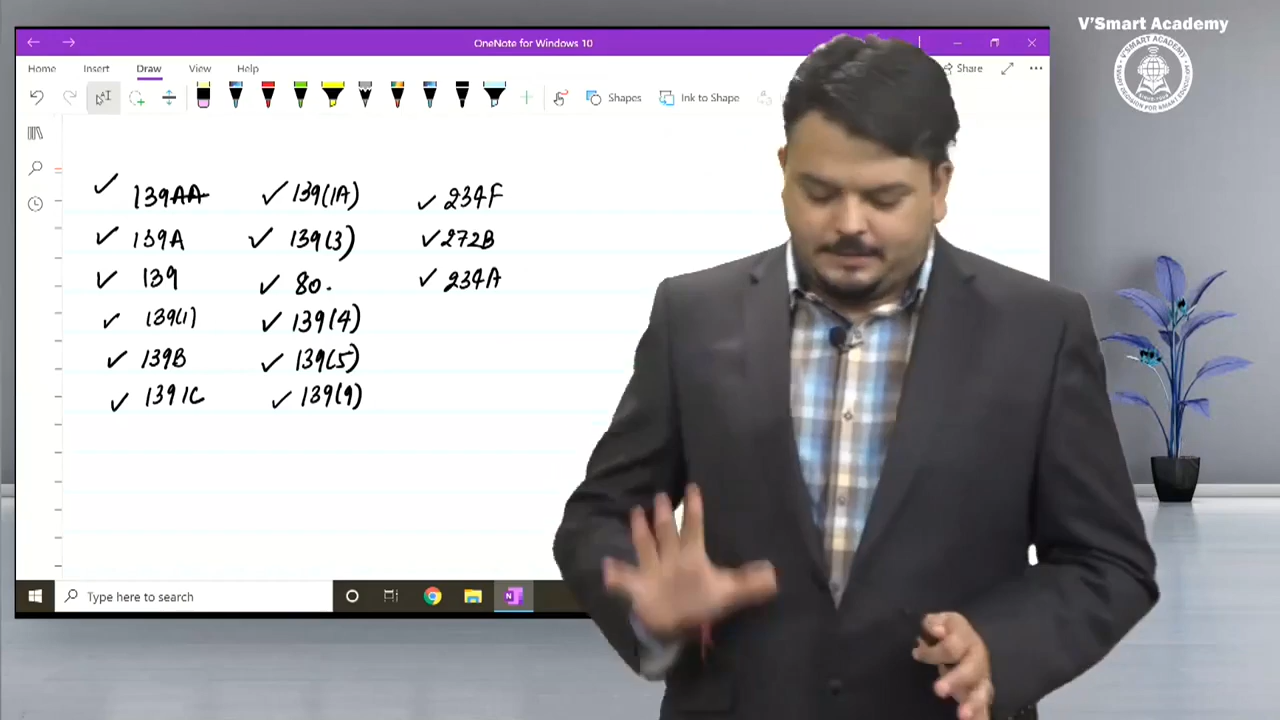 V'Smart Academy
OneNote for Windows 10
Home Insert Draw View Help Share
Shapes Ink to Shape
✓ 139AA ✓ 139(1A) ✓ 234F
✓ 139A ✓ 139(3) ✓ 272B
✓ 139 ✓ 80. ✓ 234A
✓ 139(1) ✓ 139(4)
✓ 139B ✓ 139(5)
✓ 139 1C ✓ 139(9)
Type here to search